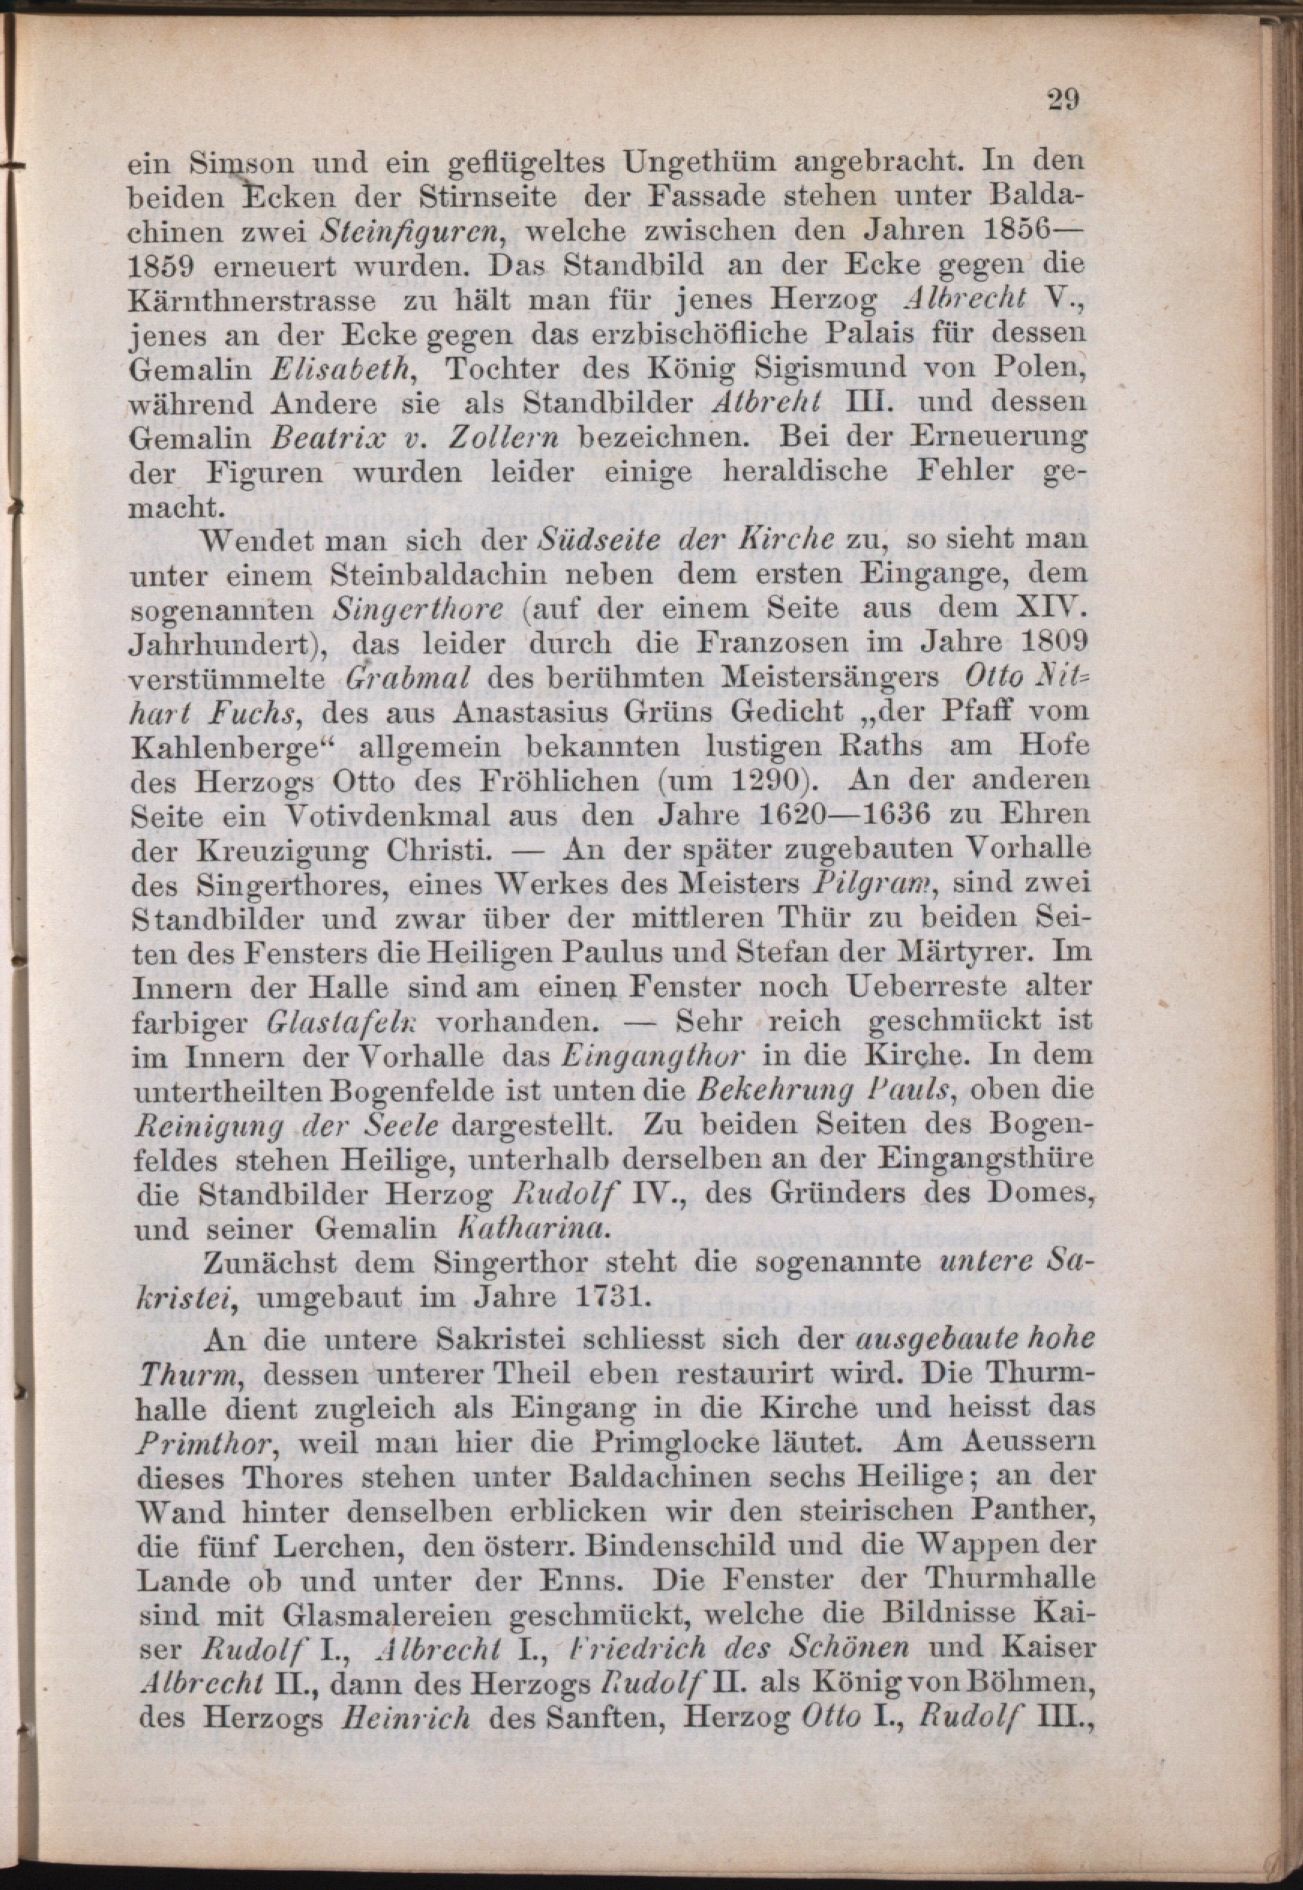 29
ein Simson und ein geflügeltes Ungethüm angebracht. In den
beiden Ecken der Stirnseite der Fassade stehen unter Balda-
chinen zwei Steinfiguren, welche zwischen den Jahren 1856—
1859 erneuert wurden. Das Standbild an der Ecke gegen die
Kärnthnerstrasse zu hält man für jenes Herzog Albrecht V.,
jenes an der Ecke gegen das erzbischöfliche Palais für dessen
Gemalin Elisabeth, Tochter des König Sigismund von Polen,
während Andere sie als Standbilder Albreht III. und dessen
Gemalin Beatrix v. Zollern bezeichnen. Bei der Erneuerung
der Figuren wurden leider einige heraldische Fehler ge-
macht.
Wendet man sich der Südseite der Kirche zu, so sieht man
unter einem Steinbaldachin neben dem ersten Eingange, dem
sogenannten Singerthore (auf der einem Seite aus dem XIV.
Jahrhundert), das leider durch die Franzosen im Jahre 1809
verstümmelte Grabmal des berühmten Meistersängers Otto Nit-
hart Fuchs, des aus Anastasius Grüns Gedicht „der Pfaff vom
Kahlenberge“ allgemein bekannten lustigen Raths am Hofe
des Herzogs Otto des Fröhlichen (um 1290). An der anderen
Seite ein Votivdenkmal aus den Jahre 1620—1636 zu Ehren
der Kreuzigung Christi. — An der später zugebauten Vorhalle
des Singerthores, eines Werkes des Meisters Pilgram, sind zwei
Standbilder und zwar über der mittleren Thür zu beiden Sei-
ten des Fensters die Heiligen Paulus und Stefan der Märtyrer. Im
Innern der Halle sind am einen Fenster noch Ueberreste alter
farbiger Glastafeln vorhanden. — Sehr reich geschmückt ist
im Innern der Vorhalle das Eingangthor in die Kirche. In dem
untertheilten Bogenfelde ist unten die Bekehrung Pauls, oben die
Reinigung der Seele dargestellt. Zu beiden Seiten des Bogen-
feldes stehen Heilige, unterhalb derselben an der Eingangsthüre
die Standbilder Herzog Rudolf IV., des Gründers des Domes,
und seiner Gemalin Katharina.
Zunächst dem Singerthor steht die sogenannte untere Sa-
kristei, umgebaut im Jahre 1731.
An die untere Sakristei schliesst sich der ausgebaute hohe
Thurm, dessen unterer Theil eben restaurirt wird. Die Thurm-
halle dient zugleich als Eingang in die Kirche und heisst das
Primthor, weil man hier die Primglocke läutet. Am Aeussern
dieses Thores stehen unter Baldachinen sechs Heilige; an der
Wand hinter denselben erblicken wir den steirischen Panther,
die fünf Lerchen, den österr. Bindenschild und die Wappen der
Lande ob und unter der Enns. Die Fenster der Thurmhalle
sind mit Glasmalereien geschmückt, welche die Bildnisse Kai-
ser Rudolf I., Albrecht I., Friedrich des Schönen und Kaiser
Albrecht II., dann des Herzogs Rudolf II. als König von Böhmen,
des Herzogs Heinrich des Sanften, Herzog Otto I., Rudolf III.,